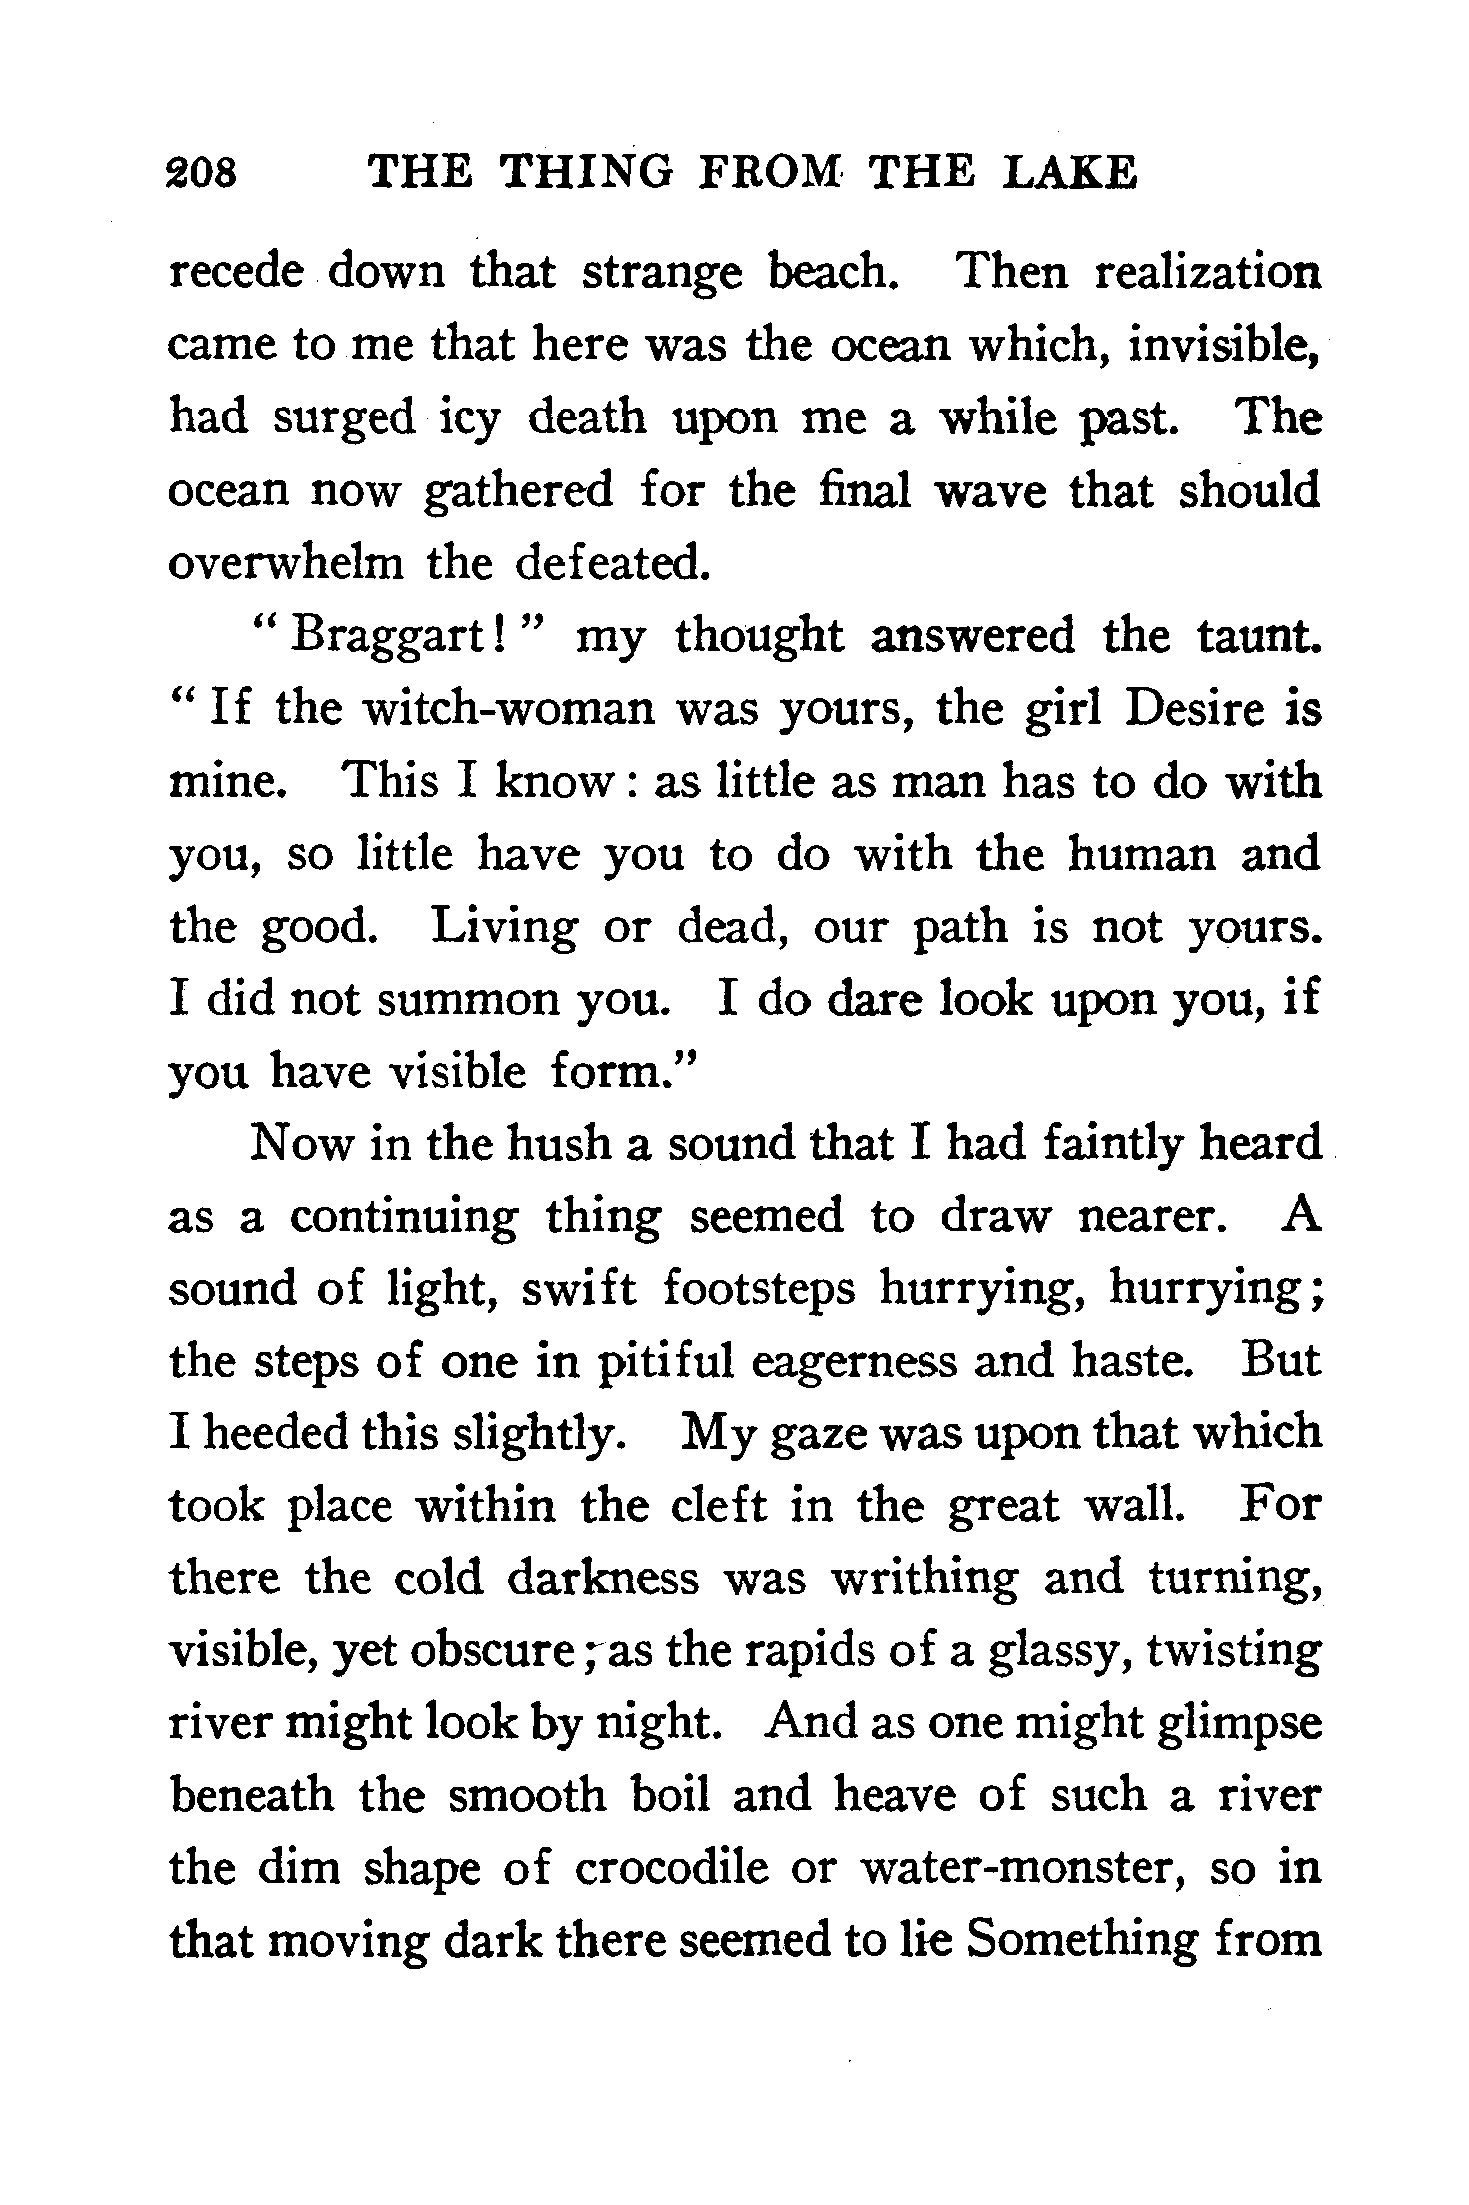 208 THE THING FROM THE LAKE
recede down that strange beach. Then realization
came to me that here was the ocean which, invisible,
had surged icy death upon me a while past. The
ocean now gathered for the final wave that should
overwhelm the defeated.
“ Braggart! ” my thought answered the taunt.
“ If the witch-woman was yours, the girl Desire is
mine. This I know : as little as man has to do with
you, so little have you to do with the human and
the good. Living or dead, our path is not yours.
I did not summon you. I do dare look upon you, if
you have visible form.”
Now in the hush a sound that I had faintly heard
as a continuing thing seemed to draw nearer. A
sound of light, swift footsteps hurrying, hurrying;
the steps of one in pitiful eagerness and haste. But
I heeded this slightly. My gaze was upon that which
took place within the cleft in the great wall. For
there the cold darkness was writhing and turning,
visible, yet obscure; as the rapids of a glassy, twisting
river might look by night. And as one might glimpse
beneath the smooth boil and heave of such a river
the dim shape of crocodile or water-monster, so in
that moving dark there seemed to lie Something from